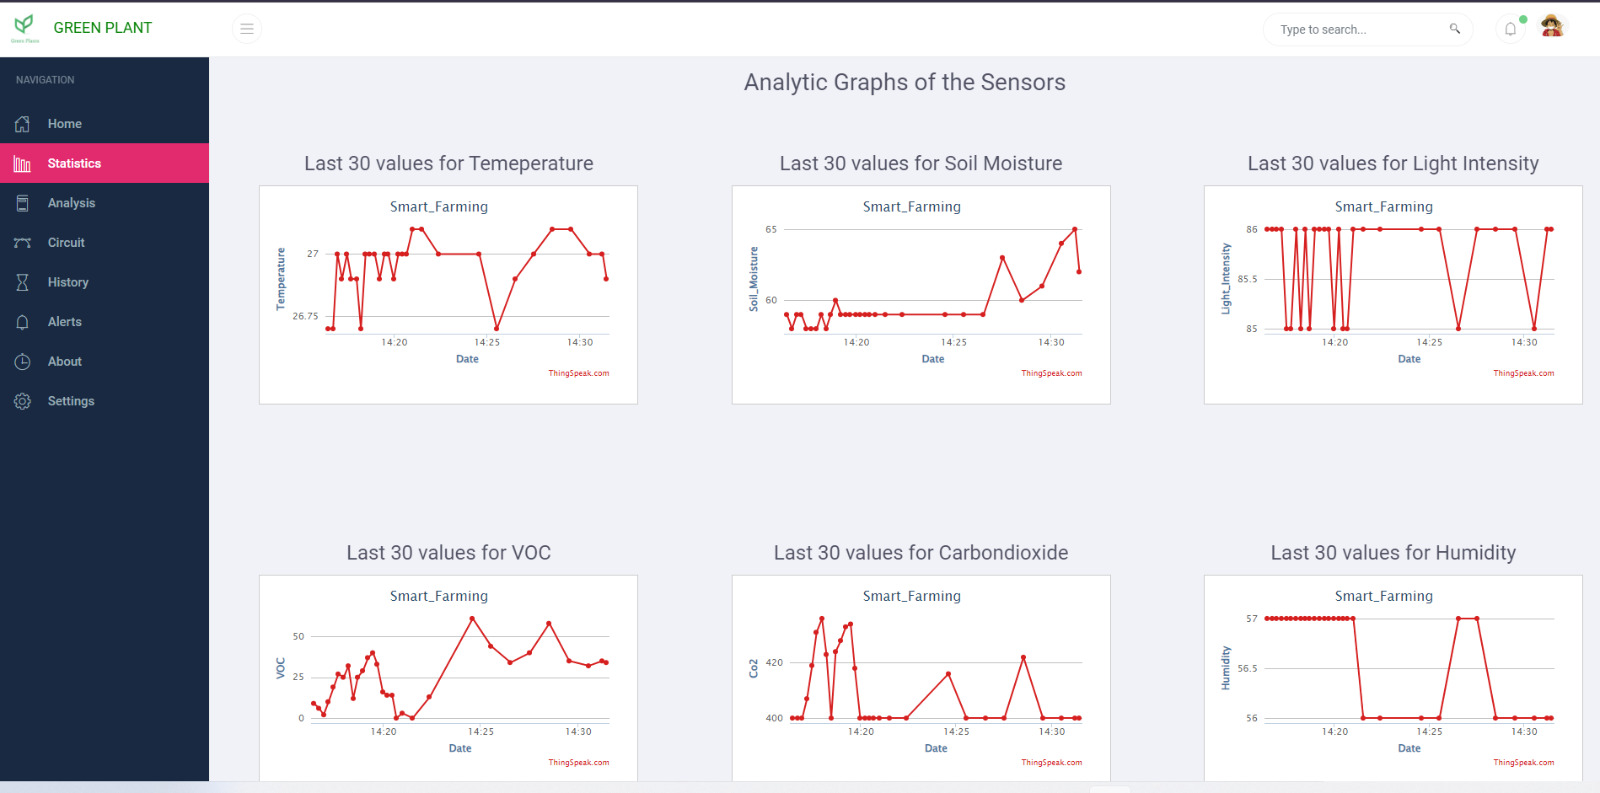 Green Plants
GREEN PLANT
Type to search...
NAVIGATION
Home
Statistics
Analysis
Circuit
History
Alerts
About
Settings
Analytic Graphs of the Sensors
Last 30 values for Temeperature
Smart_Farming
Temperature
27
26.75
14:20 14:25 14:30
Date
ThingSpeak.com
Last 30 values for Soil Moisture
Smart_Farming
Soil_Moisture
65
60
14:20 14:25 14:30
Date
ThingSpeak.com
Last 30 values for Light Intensity
Smart_Farming
Light_Intensity
86
85.5
85
14:20 14:25 14:30
Date
ThingSpeak.com
Last 30 values for VOC
Smart_Farming
VOC
50
25
0
14:20 14:25 14:30
Date
ThingSpeak.com
Last 30 values for Carbondioxide
Smart_Farming
Co2
420
400
14:20 14:25 14:30
Date
ThingSpeak.com
Last 30 values for Humidity
Smart_Farming
Humidity
57
56.5
56
14:20 14:25 14:30
Date
ThingSpeak.com